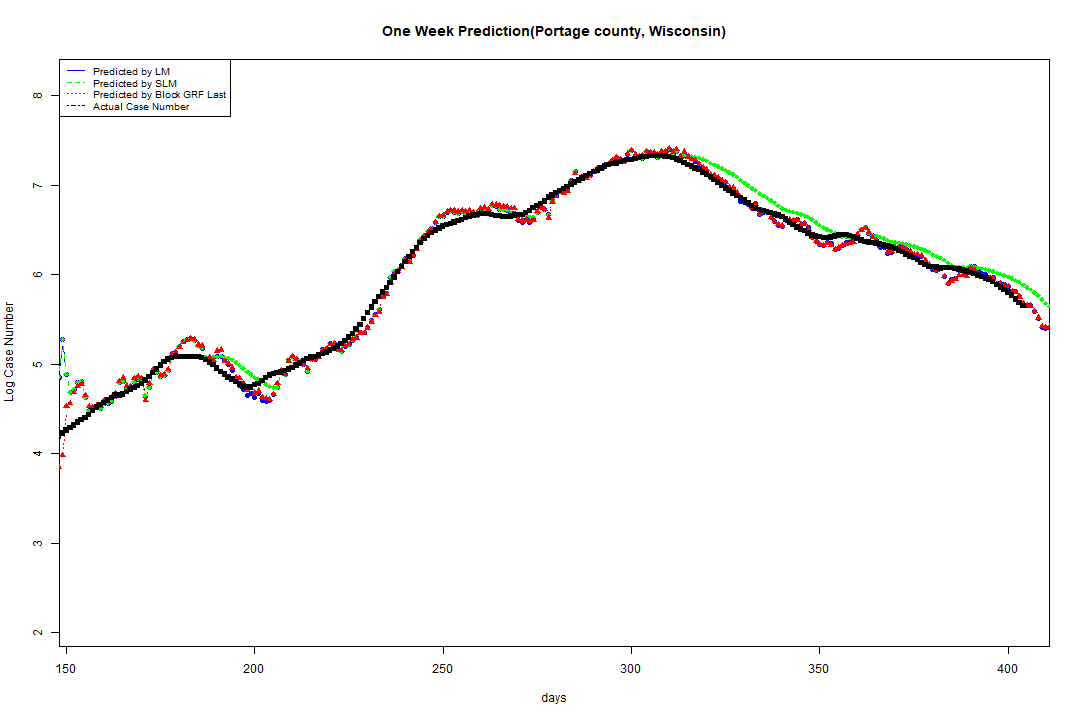 One Week Prediction(Portage county, Wisconsin)
Predicted by LM
Predicted by SLM
Predicted by Block GRF Last
Actual Case Number
Log Case Number
8
7
6
5
4
3
2
150 200 250 300 350 400
days